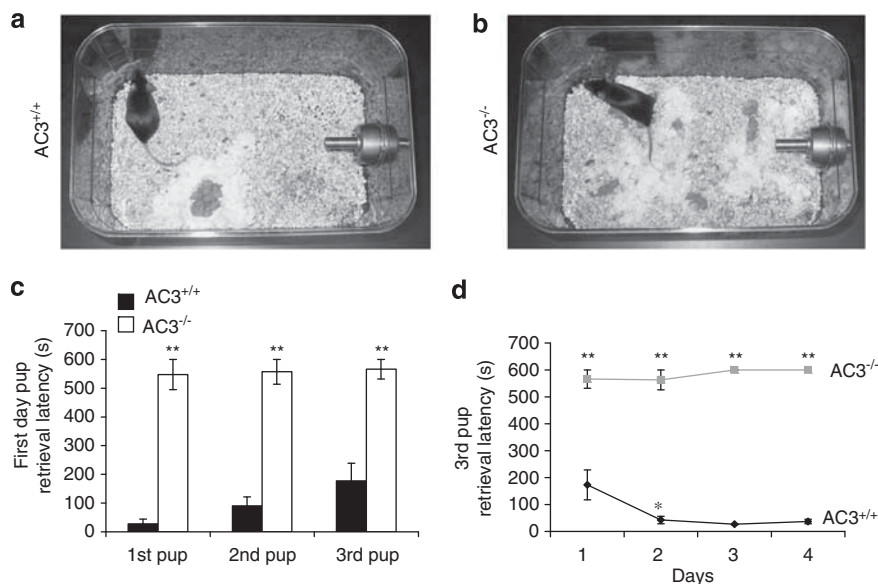 a
AC3+/+
b
AC3-/-
c
AC3+/+
AC3-/-
First day pup
retrieval latency (s)
700
600
500
400
300
200
100
0
**
**
**
1st pup
2nd pup
3rd pup
d
3rd pup
retrieval latency (s)
700
600
500
400
300
200
100
0
**
**
**
**
AC3-/-
*
AC3+/+
1
2
3
4
Days